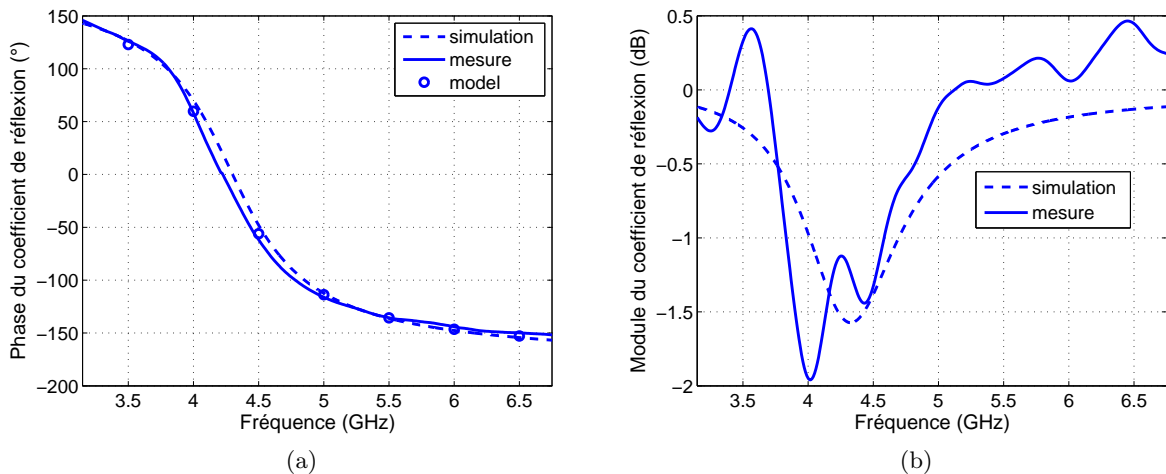 150
100
50
0
−50
−100
−150
−200
3.5 4 4.5 5 5.5 6 6.5
Phase du coefficient de réflexion (°)
Fréquence (GHz)
simulation
mesure
model
(a)
0.5
0
−0.5
−1
−1.5
−2
3.5 4 4.5 5 5.5 6 6.5
Module du coefficient de réflexion (dB)
Fréquence (GHz)
simulation
mesure
(b)